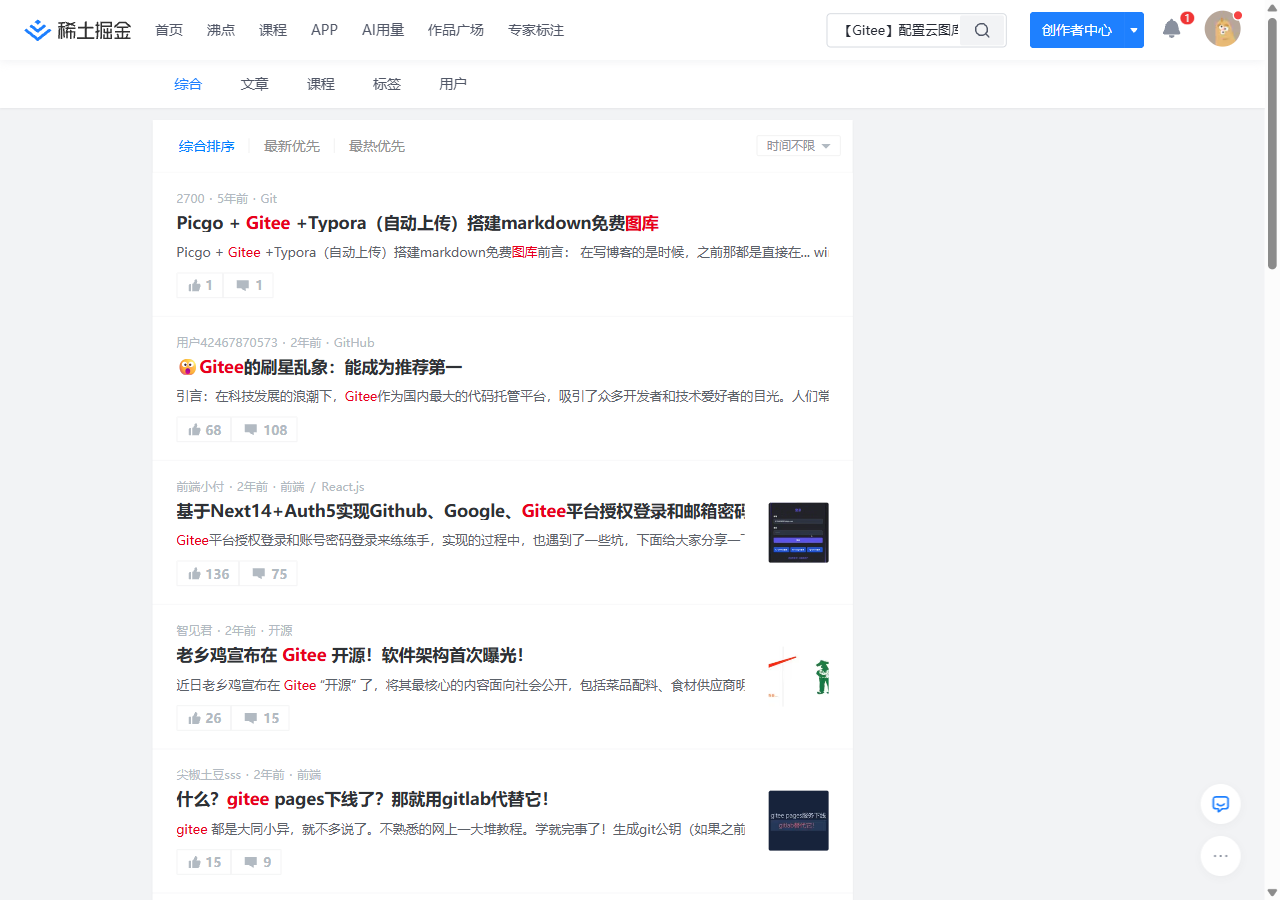 稀土掘金 首页 沸点 课程 APP AI用量 作品广场 专家标注 【Gitee】配置云图库 创作者中心 1
综合 文章 课程 标签 用户
综合排序 最新优先 最热优先 时间不限
2700 · 5年前 · Git
Picgo + Gitee +Typora（自动上传）搭建markdown免费图库
Picgo + Gitee +Typora（自动上传）搭建markdown免费图库前言： 在写博客的是时候，之前那都是直接在... wi
1 1
用户42467870573 · 2年前 · GitHub
😱Gitee的刷星乱象：能成为推荐第一
引言：在科技发展的浪潮下，Gitee作为国内最大的代码托管平台，吸引了众多开发者和技术爱好者的目光。人们常
68 108
前端小付 · 2年前 · 前端 / React.js
基于Next14+Auth5实现Github、Google、Gitee平台授权登录和邮箱密码
Gitee平台授权登录和账号密码登录来练练手，实现的过程中，也遇到了一些坑，下面给大家分享一下
136 75
智见君 · 2年前 · 开源
老乡鸡宣布在 Gitee 开源！软件架构首次曝光！
近日老乡鸡宣布在 Gitee “开源” 了，将其最核心的内容面向社会公开，包括菜品配料、食材供应商明
26 15
尖椒土豆sss · 2年前 · 前端
什么？gitee pages下线了？那就用gitlab代替它！
gitee 都是大同小异，就不多说了。不熟悉的网上一大堆教程。学就完事了！生成git公钥（如果之前
gitee pages服务下线
gitlab替代它！
15 9